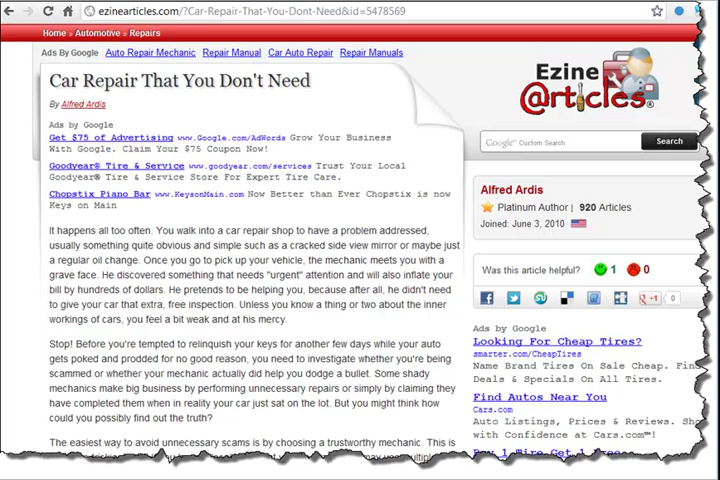 ezinearticles.com/?Car-Repair-That-You-Dont-Need&id=5478569
Home » Automotive » Repairs
Ads By Google Auto Repair Mechanic Repair Manual Car Auto Repair Repair Manuals
Car Repair That You Don't Need
By Alfred Ardis
Ads by Google
Get $75 of Advertising www.Google.com/AdWords Grow Your Business
With Google. Claim Your $75 Coupon Now!
Goodyear® Tire & Service www.goodyear.com/services Trust Your Local
Goodyear® Tire & Service Store For Expert Tire Care.
Chopstix Piano Bar www.KeysonMain.com Now Better than Ever Chopstix is now
Keys on Main
It happens all too often. You walk into a car repair shop to have a problem addressed,
usually something quite obvious and simple such as a cracked side view mirror or maybe just
a regular oil change. Once you go to pick up your vehicle, the mechanic meets you with a
grave face. He discovered something that needs "urgent" attention and will also inflate your
bill by hundreds of dollars. He pretends to be helping you, because after all, he didn't need
to give your car that extra, free inspection. Unless you know a thing or two about the inner
workings of cars, you feel a bit weak and at his mercy.
Stop! Before you're tempted to relinquish your keys for another few days while your auto
gets poked and prodded for no good reason, you need to investigate whether you're being
scammed or whether your mechanic actually did help you dodge a bullet. Some shady
mechanics make big business by performing unnecessary repairs or simply by claiming they
have completed them when in reality your car just sat on the lot. But you might think how
could you possibly find out the truth?
The easiest way to avoid unnecessary scams is by choosing a trustworthy mechanic. This is
Ezine
@rticles®
Google™ Custom Search Search
Alfred Ardis
Platinum Author | 920 Articles
Joined: June 3, 2010
Was this article helpful? 1 0
g +1 0
Ads by Google
Looking For Cheap Tires?
smarter.com/CheapTires
Name Brand Tires On Sale Cheap. Find
Deals & Specials On All Tires.
Find Autos Near You
Cars.com
Auto Listings, Prices & Reviews.
with Confidence at Cars.com™!